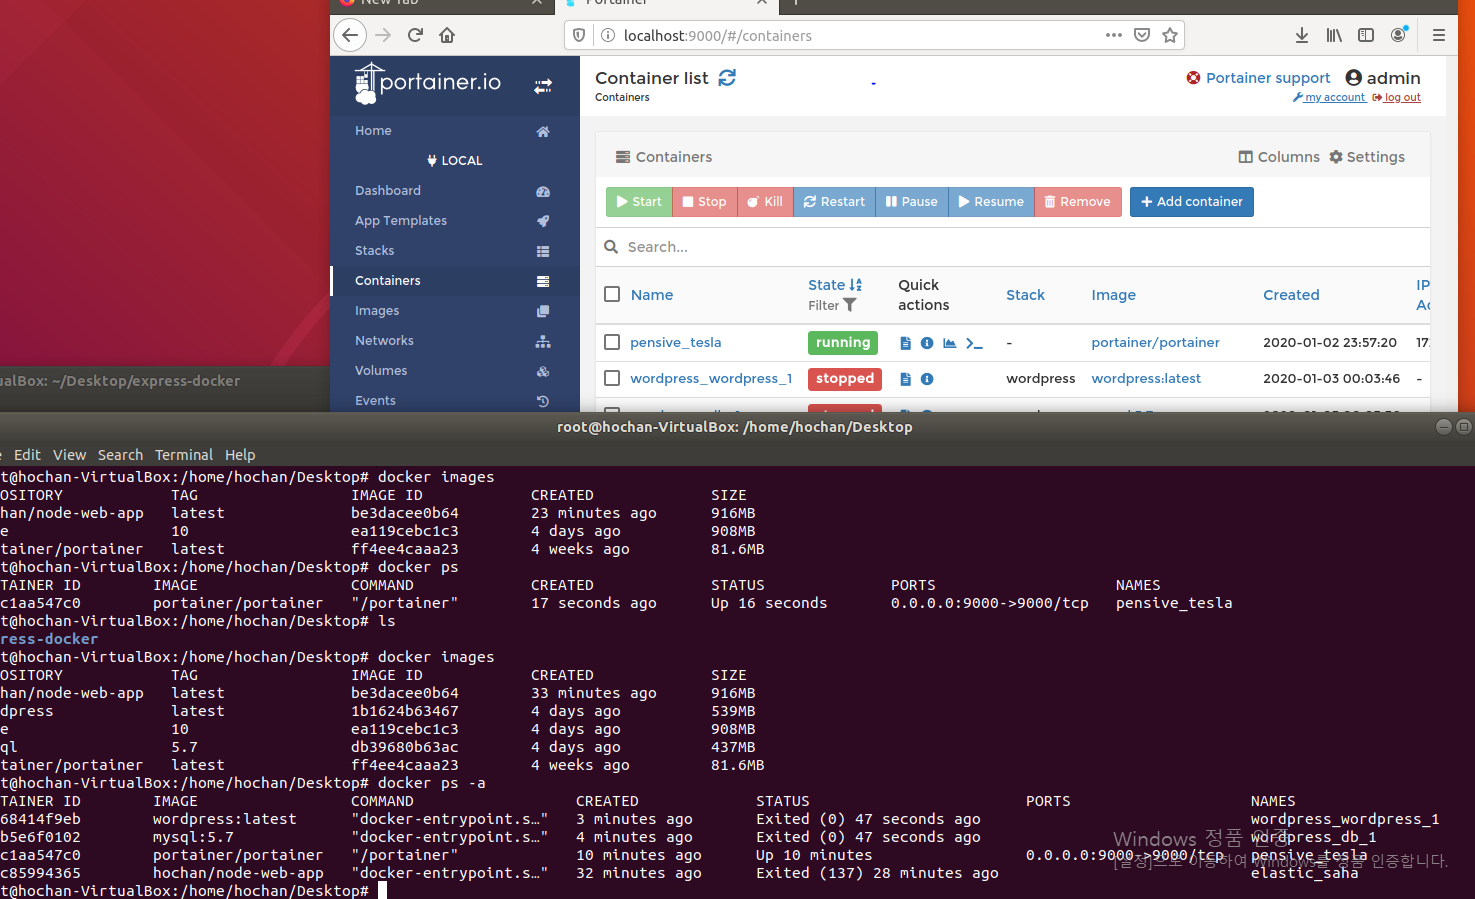 New Tab
Portainer
localhost:9000/#/containers
portainer.io
Container list
Containers
Portainer support
admin
my account
log out
Home
LOCAL
Dashboard
App Templates
Stacks
Containers
Images
Networks
Volumes
Events
Containers
Columns
Settings
Start Stop Kill Restart Pause Resume Remove Add container
Search...
Name State Filter Quick actions Stack Image Created IP
pensive_tesla running - portainer/portainer 2020-01-02 23:57:20 17
wordpress_wordpress_1 stopped wordpress wordpress:latest 2020-01-03 00:03:46 -
ualBox: ~/Desktop/express-docker
root@hochan-VirtualBox: /home/hochan/Desktop
Edit View Search Terminal Help
t@hochan-VirtualBox:/home/hochan/Desktop# docker images
OSITORY TAG IMAGE ID CREATED SIZE
han/node-web-app latest be3dacee0b64 23 minutes ago 916MB
e 10 ea119cebc1c3 4 days ago 908MB
tainer/portainer latest ff4ee4caaa23 4 weeks ago 81.6MB
t@hochan-VirtualBox:/home/hochan/Desktop# docker ps
TAINER ID IMAGE COMMAND CREATED STATUS PORTS NAMES
c1aa547c0 portainer/portainer "/portainer" 17 seconds ago Up 16 seconds 0.0.0.0:9000->9000/tcp pensive_tesla
t@hochan-VirtualBox:/home/hochan/Desktop# ls
ress-docker
t@hochan-VirtualBox:/home/hochan/Desktop# docker images
OSITORY TAG IMAGE ID CREATED SIZE
han/node-web-app latest be3dacee0b64 33 minutes ago 916MB
dpress latest 1b1624b63467 4 days ago 539MB
e 10 ea119cebc1c3 4 days ago 908MB
ql 5.7 db39680b63ac 4 days ago 437MB
tainer/portainer latest ff4ee4caaa23 4 weeks ago 81.6MB
t@hochan-VirtualBox:/home/hochan/Desktop# docker ps -a
TAINER ID IMAGE COMMAND CREATED STATUS PORTS NAMES
68414f9eb wordpress:latest "docker-entrypoint.s…" 3 minutes ago Exited (0) 47 seconds ago wordpress_wordpress_1
b5e6f0102 mysql:5.7 "docker-entrypoint.s…" 4 minutes ago Exited (0) 47 seconds ago wordpress_db_1
c1aa547c0 portainer/portainer "/portainer" 10 minutes ago Up 10 minutes 0.0.0.0:9000->9000/tcp pensive_tesla
c85994365 hochan/node-web-app "docker-entrypoint.s…" 32 minutes ago Exited (137) 28 minutes ago elastic_saha
t@hochan-VirtualBox:/home/hochan/Desktop#
Windows 정품 인증
[설정]으로 이동하여 Windows를 정품 인증합니다.